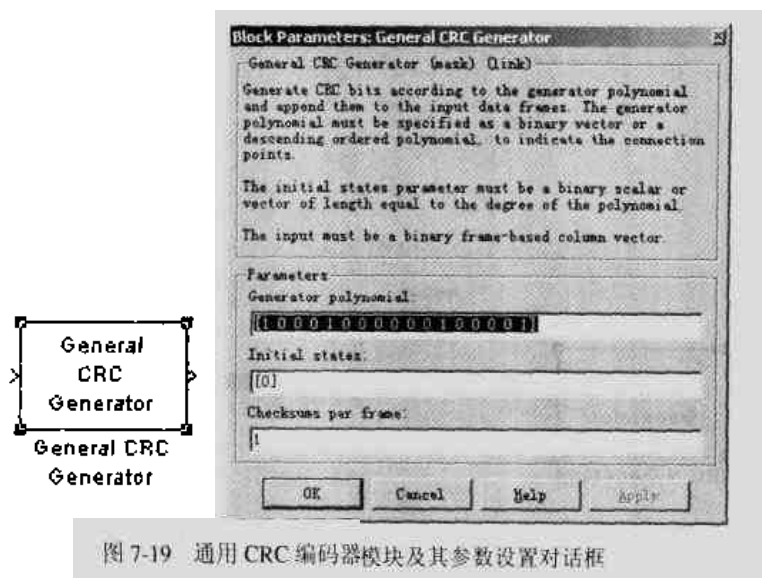 Block Parameters: General CRC Generator
General CRC Generator (mask) (link)
Generate CRC bits according to the generator polynomial
and append them to the input data frames. The generator
polynomial must be specified as a binary vector or a
descending ordered polynomial, to indicate the connection
points.
The initial states parameter must be a binary scalar or
vector of length equal to the degree of the polynomial.
The input must be a binary frame-based column vector.
Parameters
Generator polynomial:
[1 0 0 0 1 0 0 0 0 0 0 1 0 0 0 0 1]
Initial states:
[0]
Checksums per frame:
1
OK Cancel Help Apply
General
CRC
Generator
General CRC
Generator
图 7-19 通用 CRC 编码器模块及其参数设置对话框